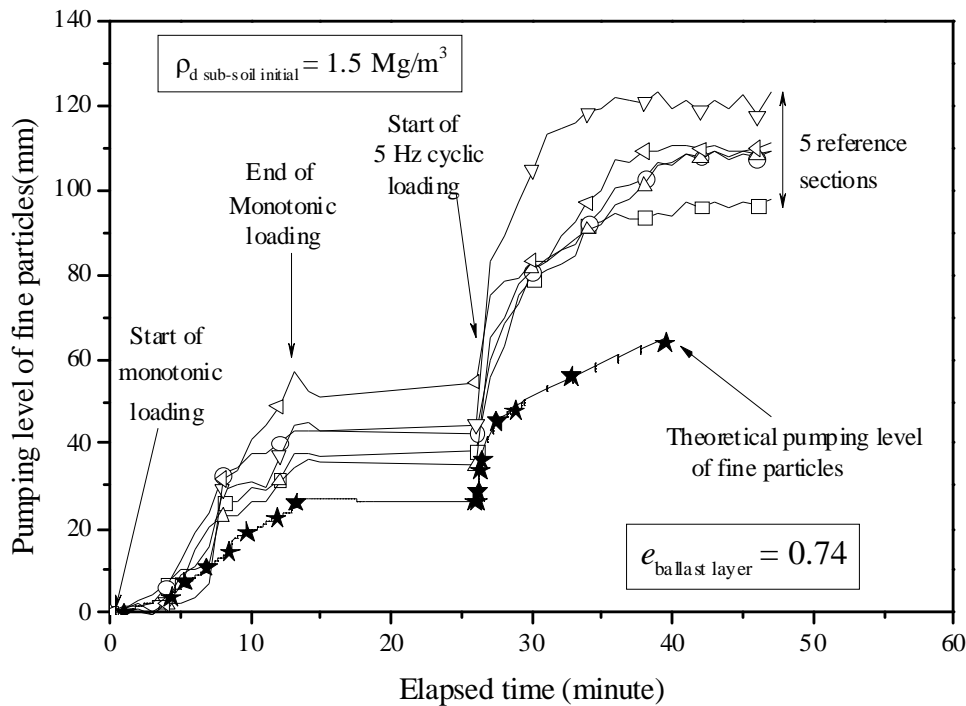 140
120
100
80
60
40
20
0
Pumping level of fine particles(mm)
ρd sub-soil initial = 1.5 Mg/m3
Start of
5 Hz cyclic
loading
End of
Monotonic
loading
5 reference
sections
Start of
monotonic
loading
Theoretical pumping level
of fine particles
e ballast layer = 0.74
0 10 20 30 40 50 60
Elapsed time (minute)